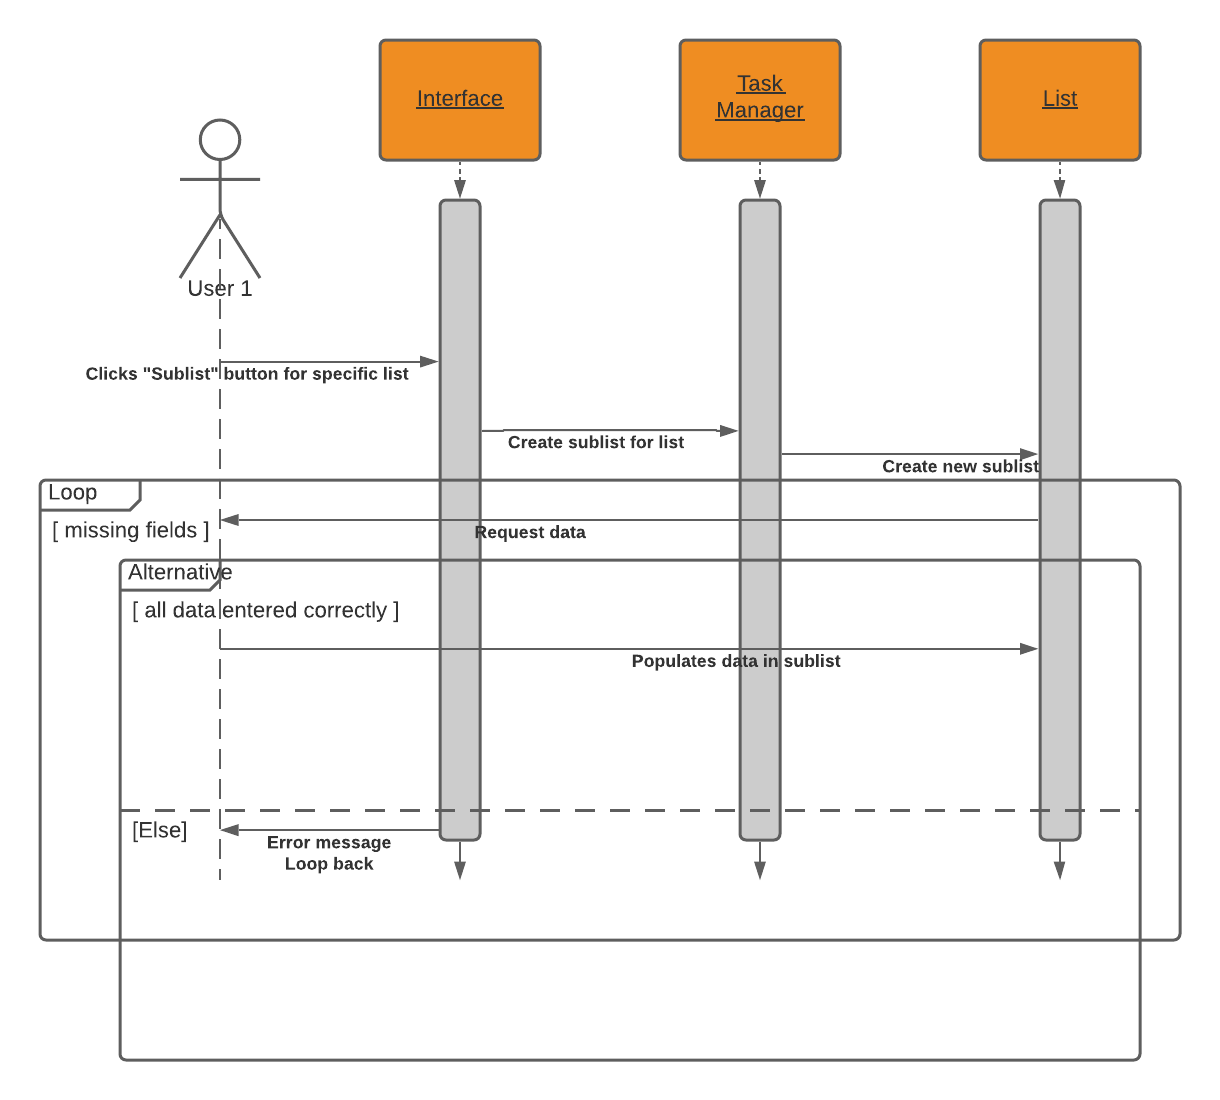 Interface
Task
Manager
List
User 1
Clicks "Sublist" button for specific list
Create sublist for list
Create new sublist
Loop
[ missing fields ]
Request data
Alternative
[ all data entered correctly ]
Populates data in sublist
[Else]
Error message
Loop back